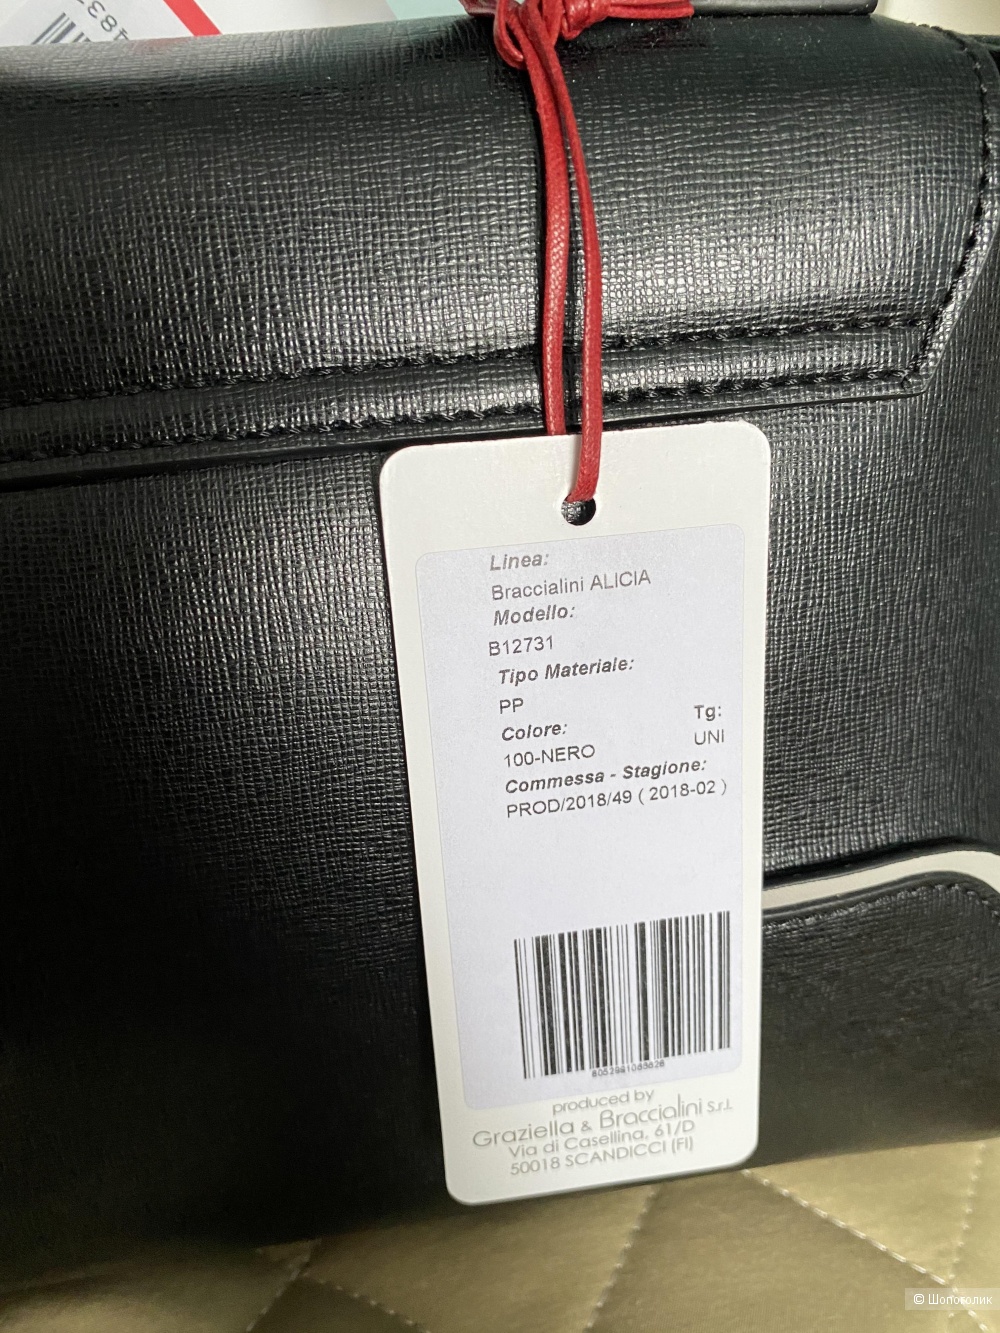 Linea:
Braccialini ALICIA
Modello:
B12731
Tipo Materiale:
PP
Colore: Tg:
100-NERO UNI
Commessa - Stagione:
PROD/2018/49 ( 2018-02 )
produced by
Graziella & Braccialini S.r.L
Via di Casellina, 61/D
50018 SCANDICCI (FI)
© Шопоголик